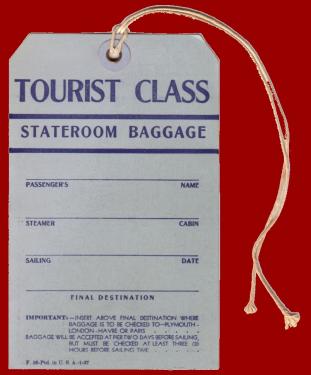 TOURIST CLASS
STATEROOM BAGGAGE
PASSENGER'S NAME
STEAMER CABIN
SAILING DATE
FINAL DESTINATION
IMPORTANT:—INSERT ABOVE FINAL DESTINATION WHERE
BAGGAGE IS TO BE CHECKED TO—PLYMOUTH-
LONDON-HAVRE OR PARIS
BAGGAGE WILL BE ACCEPTED AT PIER TWO DAYS BEFORE SAILING,
BUT MUST BE CHECKED AT LEAST THREE (3)
HOURS BEFORE SAILING TIME
Ptd. in U. S. A.